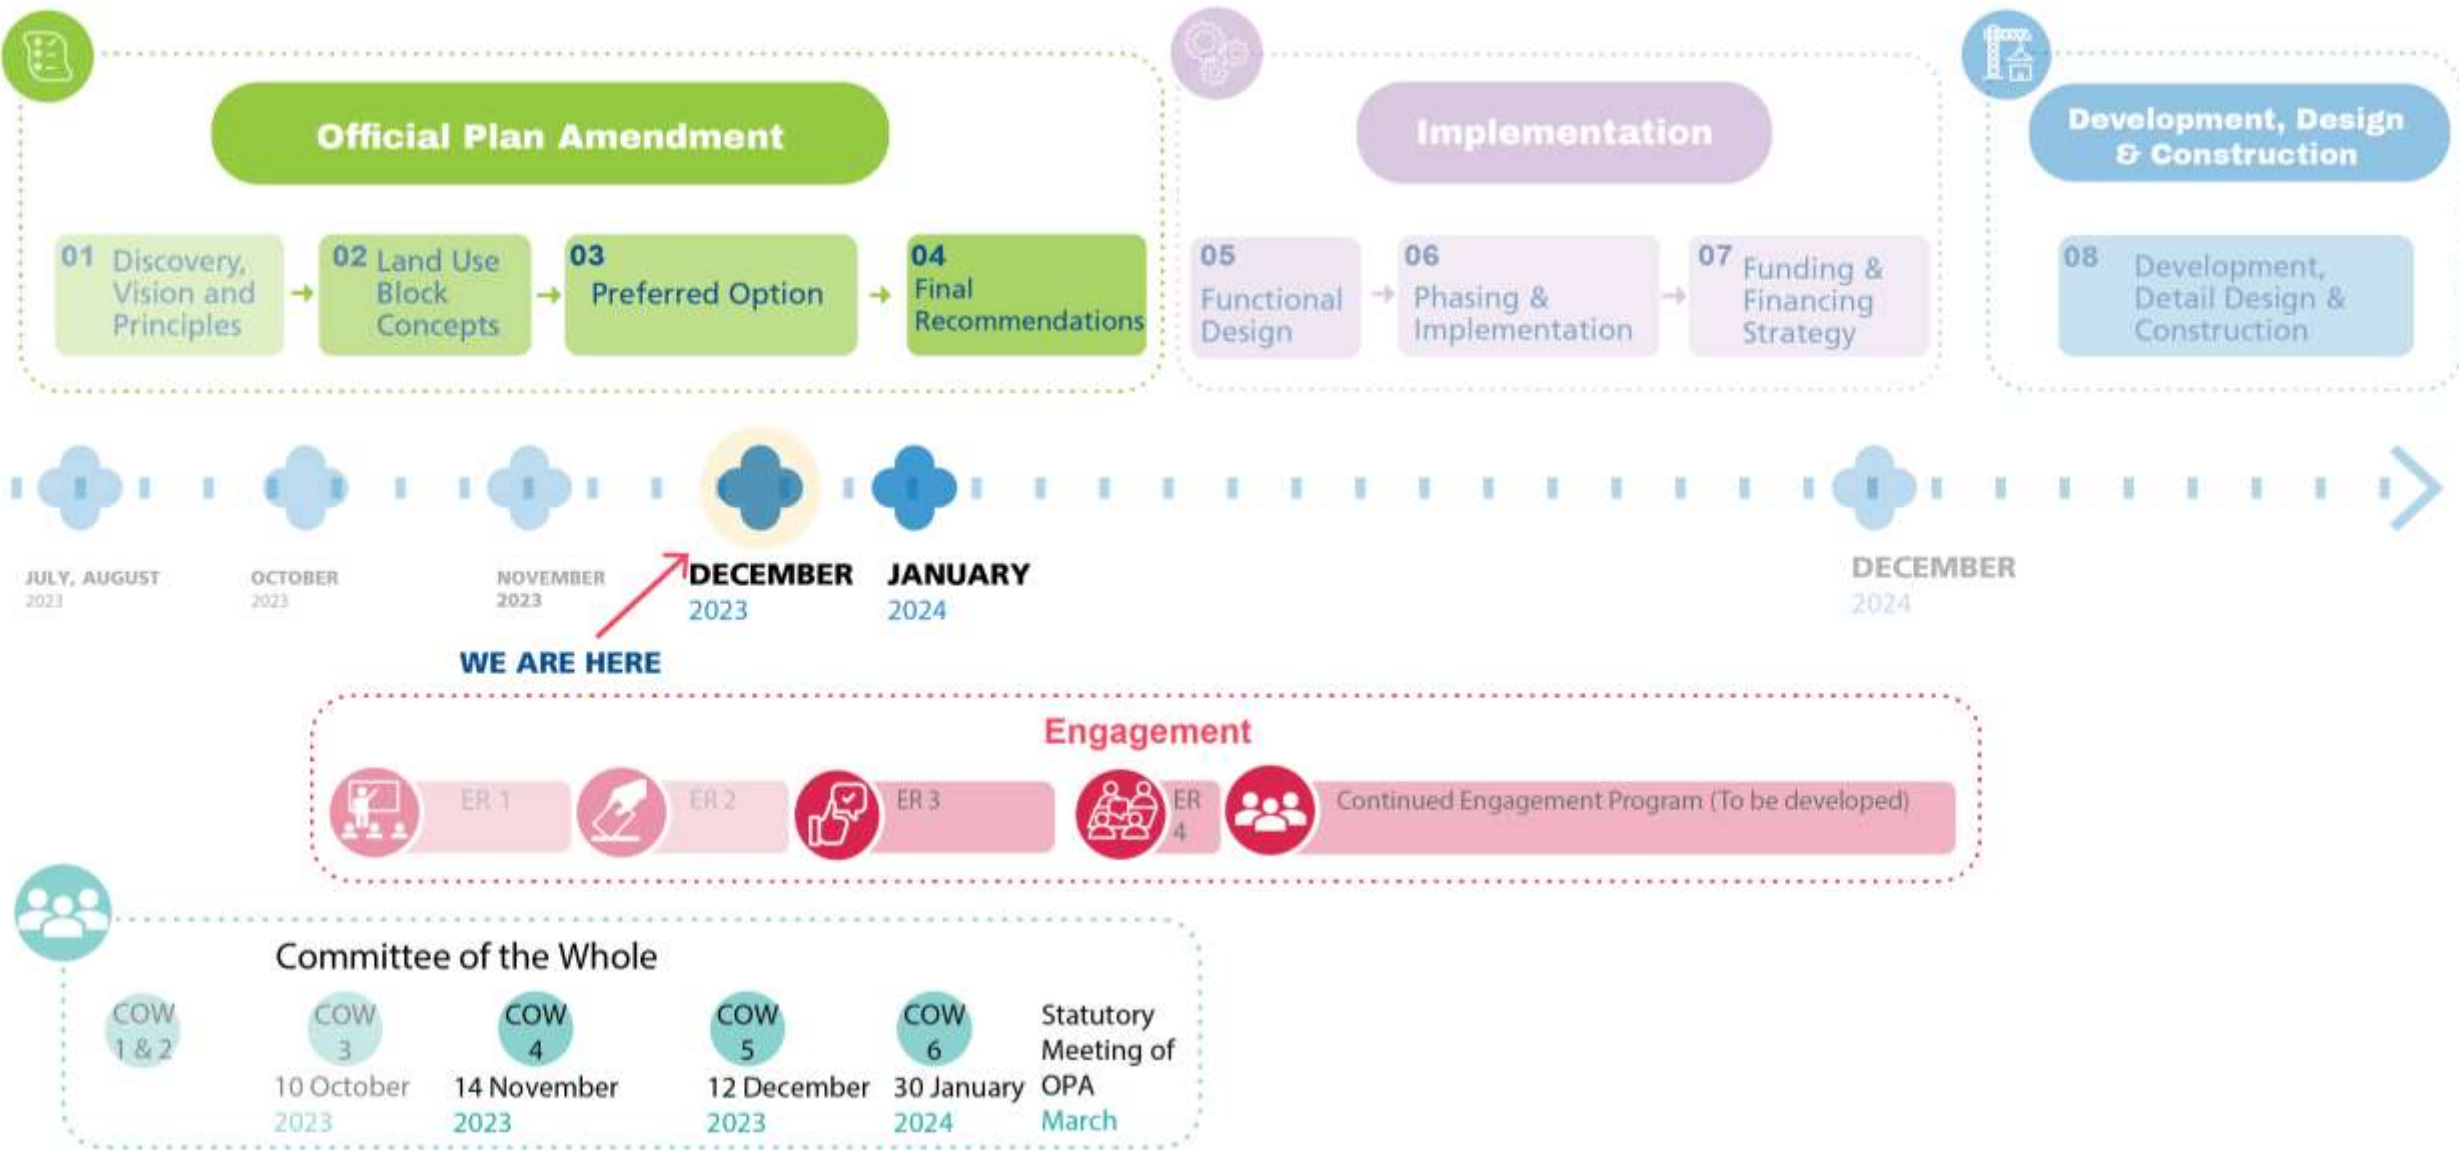 Official Plan Amendment
Implementation
Development, Design
& Construction
01 Discovery,
Vision and
Principles
02 Land Use
Block
Concepts
03
Preferred Option
04
Final
Recommendations
05
Functional
Design
06
Phasing &
Implementation
07 Funding &
Financing
Strategy
08 Development,
Detail Design &
Construction
JULY, AUGUST
2023
OCTOBER
2023
NOVEMBER
2023
DECEMBER
2023
JANUARY
2024
DECEMBER
2024
WE ARE HERE
Engagement
ER 1
ER 2
ER 3
ER
4
Continued Engagement Program (To be developed)
Committee of the Whole
COW
1 & 2
COW
3
10 October
2023
COW
4
14 November
2023
COW
5
12 December
2023
COW
6
30 January
2024
Statutory
Meeting of
OPA
March